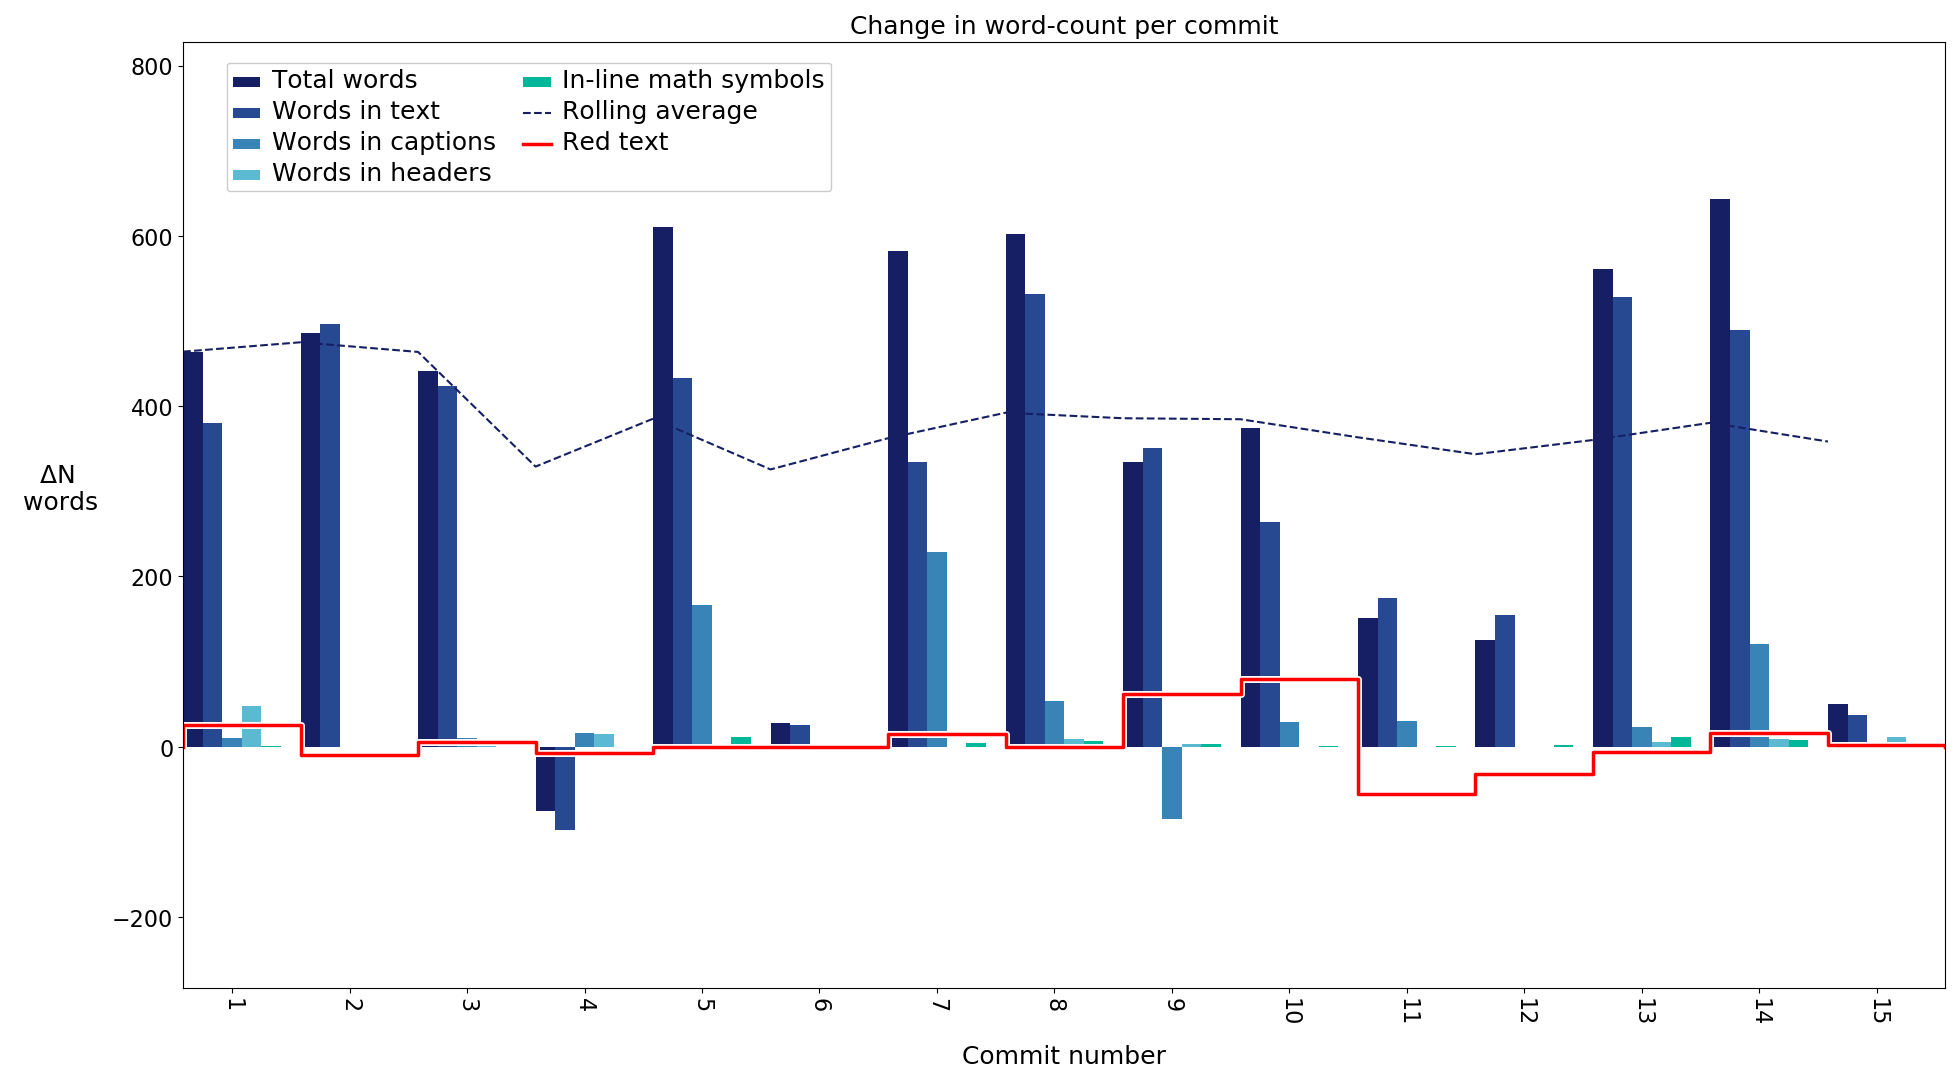 Change in word-count per commit
800
600
400
200
0
−200
ΔN
words
Total words
Words in text
Words in captions
Words in headers
In-line math symbols
Rolling average
Red text
1
2
3
4
5
6
7
8
9
10
11
12
13
14
15
Commit number